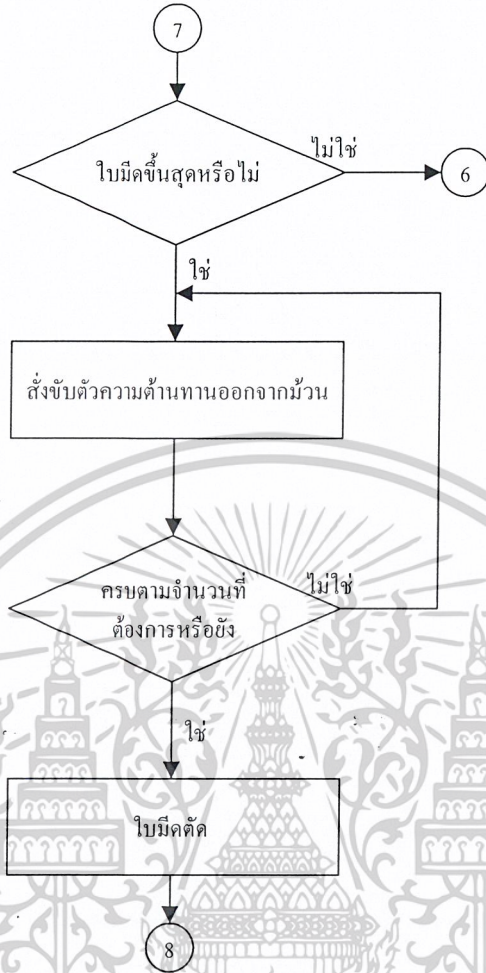 7
ใบมีดขึ้นสุดหรือไม่
ไม่ใช่
6
ใช่
สั่งขับตัวความต้านทานออกจากม้วน
ครบตามจำนวนที่
ต้องการหรือยัง
ไม่ใช่
ใช่
ใบมีดตัด
8